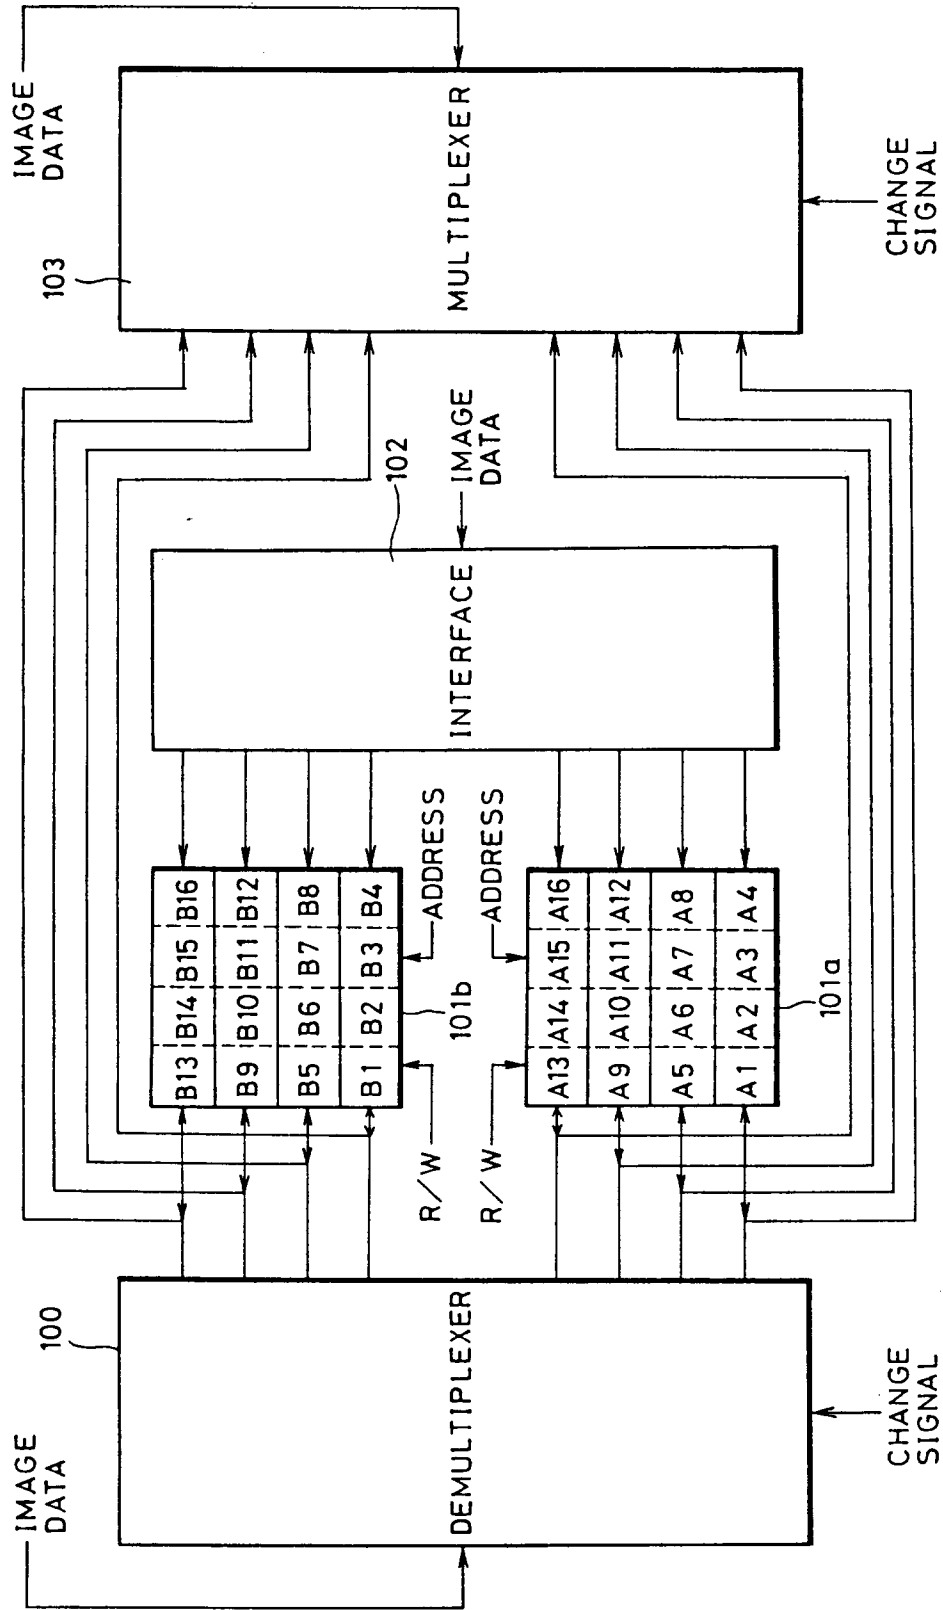 IMAGE
DATA
100
DEMULTIPLEXER
CHANGE
SIGNAL
B13 B14 B15 B16
B9 B10 B11 B12
B5 B6 B7 B8
B1 B2 B3 B4
101b
R/W
ADDRESS
R/W
ADDRESS
A13 A14 A15 A16
A9 A10 A11 A12
A5 A6 A7 A8
A1 A2 A3 A4
101a
INTERFACE
102
IMAGE
DATA
103
MULTIPLEXER
IMAGE
DATA
CHANGE
SIGNAL